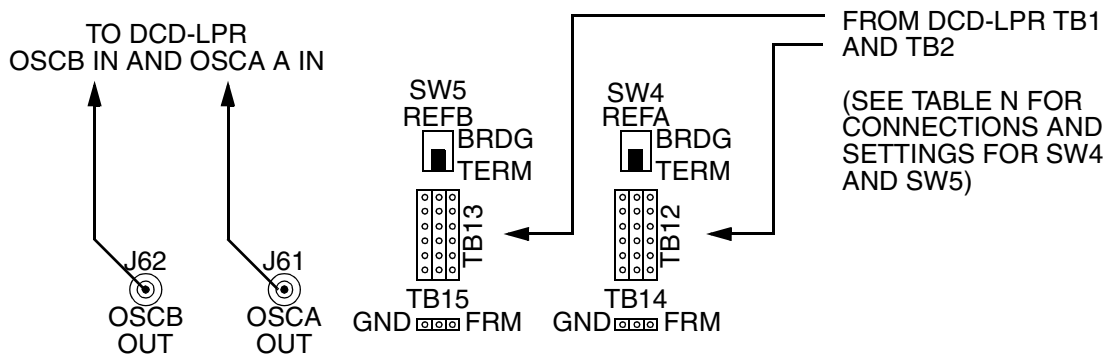 TO DCD-LPR
OSCB IN AND OSCA A IN
FROM DCD-LPR TB1
AND TB2
(SEE TABLE N FOR
CONNECTIONS AND
SETTINGS FOR SW4
AND SW5)
SW5
REFB
BRDG
TERM
TB13
TB15
GND
FRM
SW4
REFA
BRDG
TERM
TB12
TB14
GND
FRM
J62
OSCB
OUT
J61
OSCA
OUT